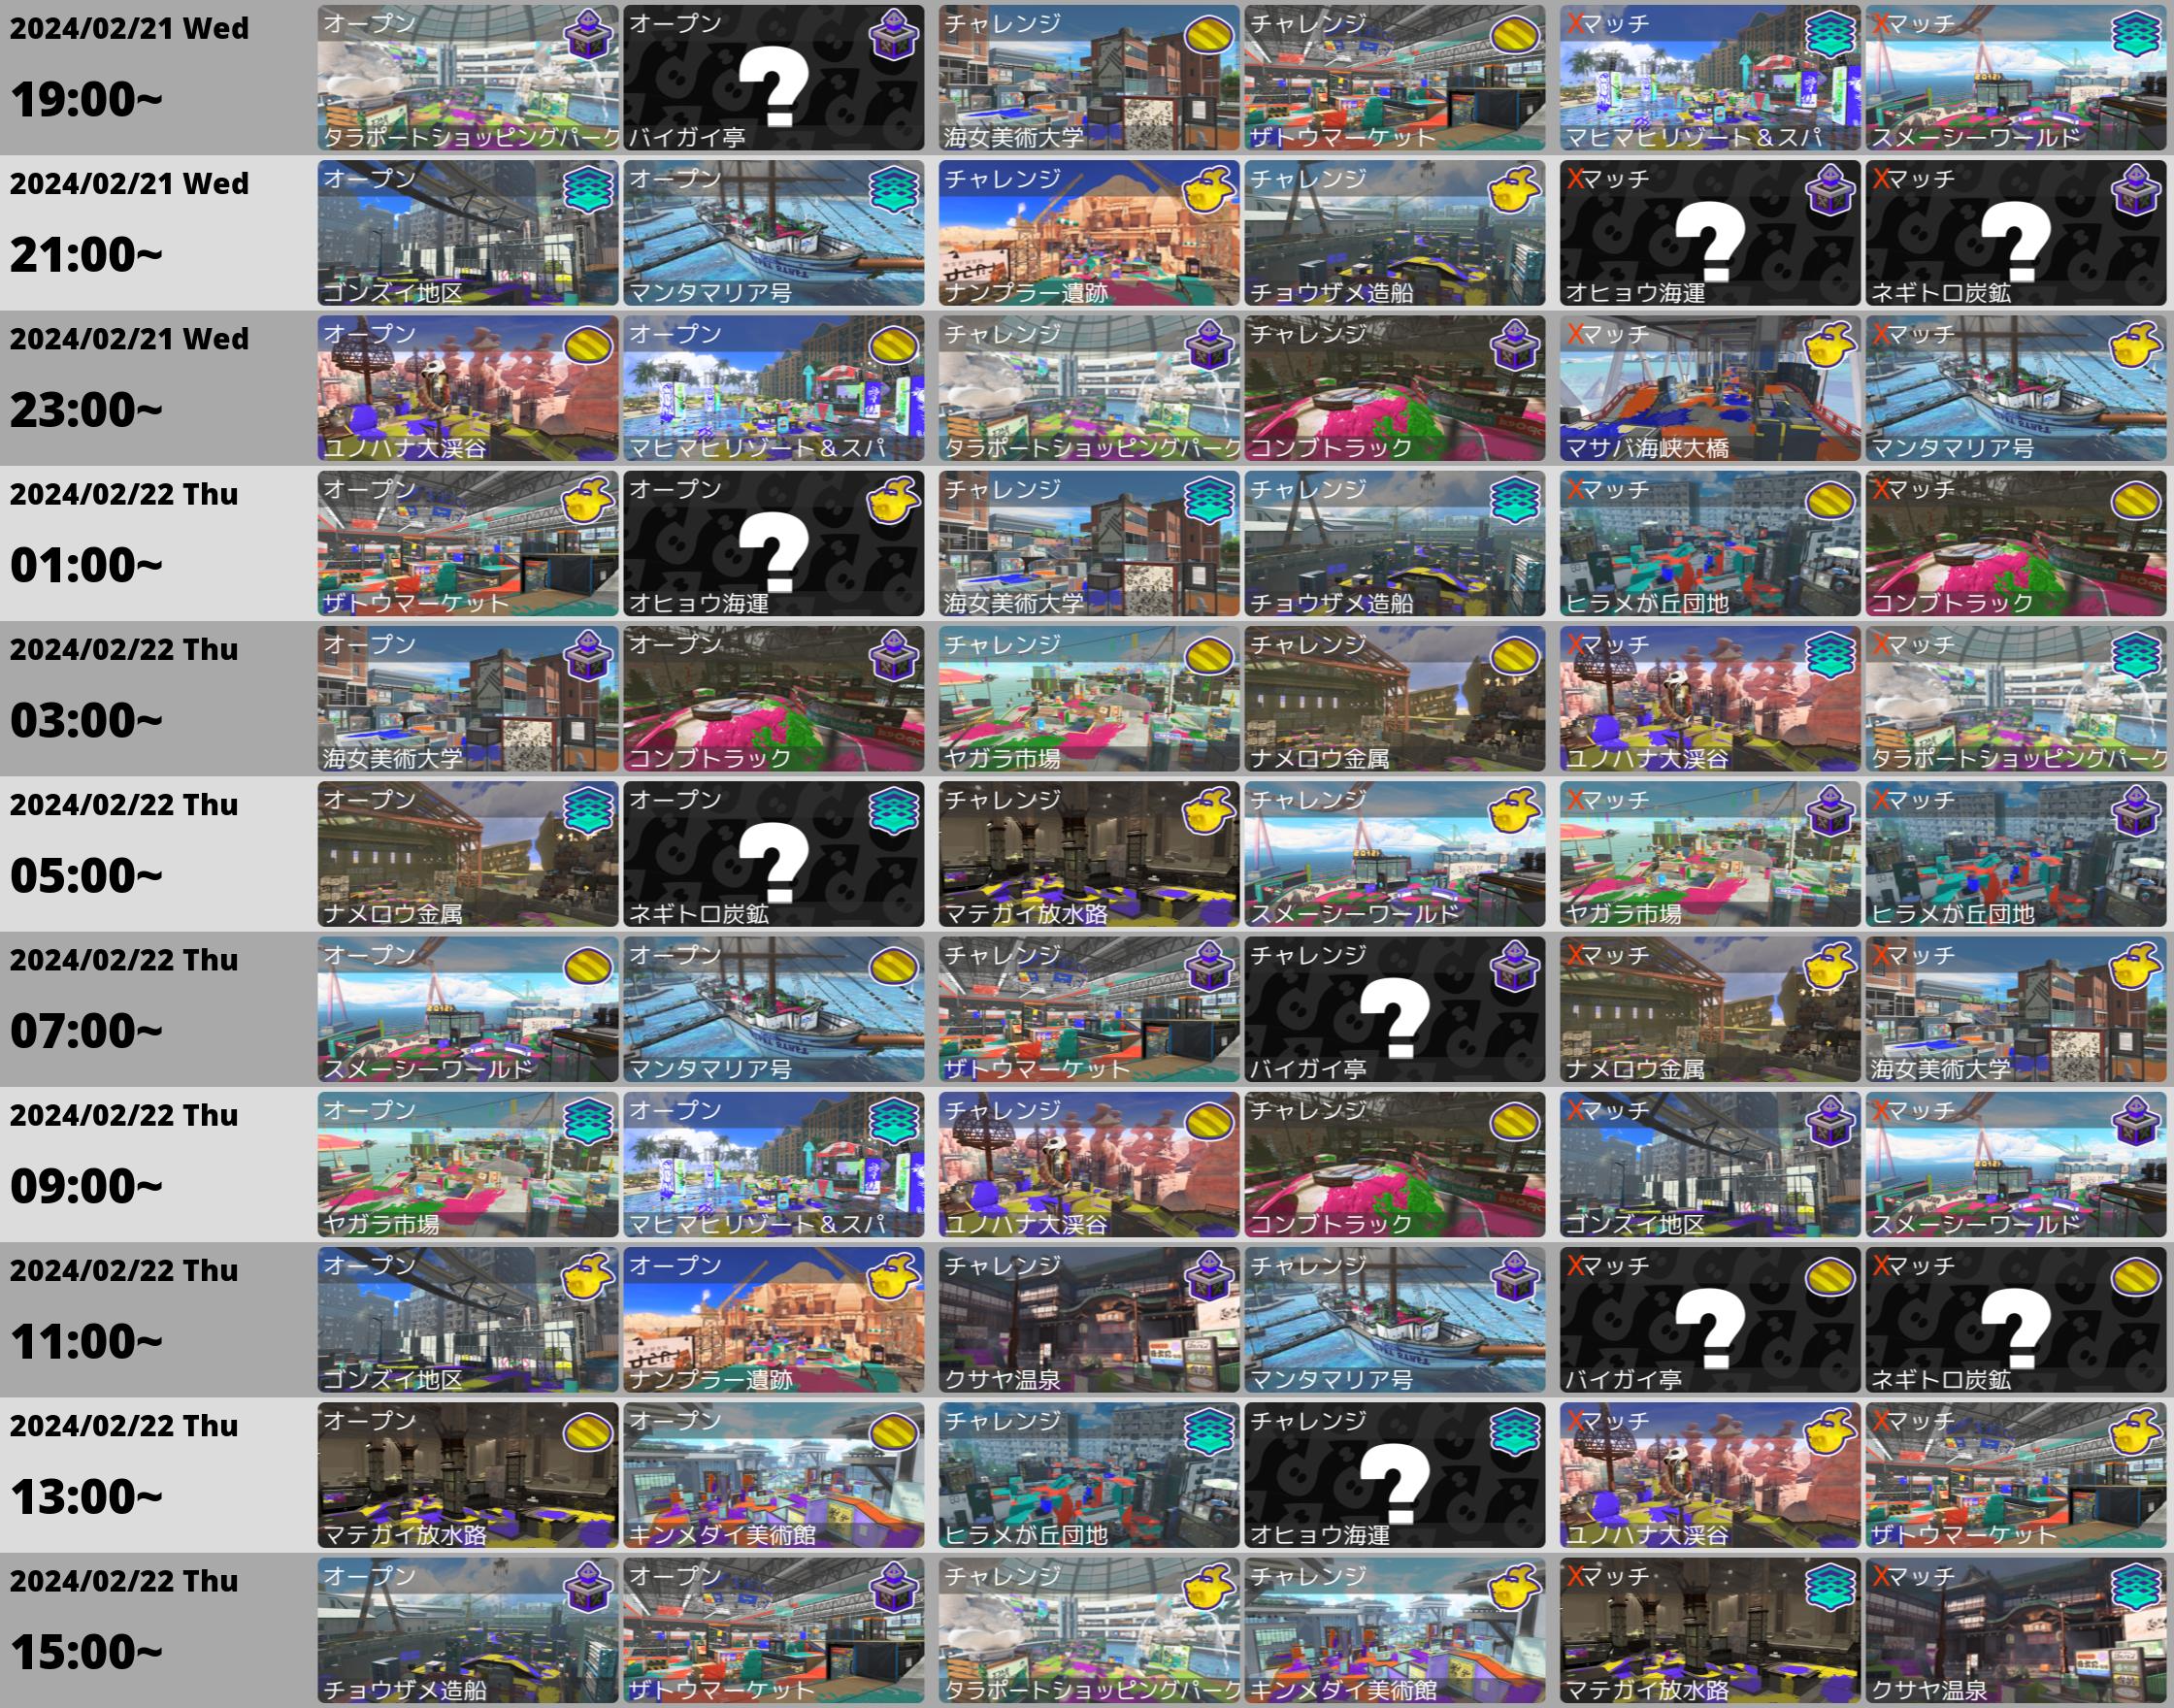 2024/02/21 Wed
19:00~
オープン
タラポートショッピングパーク
オープン
バイガイ亭
チャレンジ
海女美術大学
チャレンジ
ザトウマーケット
Xマッチ
マヒマヒリゾート＆スパ
Xマッチ
スメーシーワールド
2024/02/21 Wed
21:00~
オープン
ゴンズイ地区
オープン
マンタマリア号
チャレンジ
ナンプラー遺跡
チャレンジ
チョウザメ造船
Xマッチ
オヒョウ海運
Xマッチ
ネギトロ炭鉱
2024/02/21 Wed
23:00~
オープン
ユノハナ大渓谷
オープン
マヒマヒリゾート＆スパ
チャレンジ
タラポートショッピングパーク
チャレンジ
コンブトラック
Xマッチ
マサバ海峡大橋
Xマッチ
マンタマリア号
2024/02/22 Thu
01:00~
オープン
ザトウマーケット
オープン
オヒョウ海運
チャレンジ
海女美術大学
チャレンジ
チョウザメ造船
Xマッチ
ヒラメが丘団地
Xマッチ
コンブトラック
2024/02/22 Thu
03:00~
オープン
海女美術大学
オープン
コンブトラック
チャレンジ
ヤガラ市場
チャレンジ
ナメロウ金属
Xマッチ
ユノハナ大渓谷
Xマッチ
タラポートショッピングパーク
2024/02/22 Thu
05:00~
オープン
ナメロウ金属
オープン
ネギトロ炭鉱
チャレンジ
マテガイ放水路
チャレンジ
スメーシーワールド
Xマッチ
ヤガラ市場
Xマッチ
ヒラメが丘団地
2024/02/22 Thu
07:00~
オープン
スメーシーワールド
オープン
マンタマリア号
チャレンジ
ザトウマーケット
チャレンジ
バイガイ亭
Xマッチ
ナメロウ金属
Xマッチ
海女美術大学
2024/02/22 Thu
09:00~
オープン
ヤガラ市場
オープン
マヒマヒリゾート＆スパ
チャレンジ
ユノハナ大渓谷
チャレンジ
コンブトラック
Xマッチ
ゴンズイ地区
Xマッチ
スメーシーワールド
2024/02/22 Thu
11:00~
オープン
ゴンズイ地区
オープン
ナンプラー遺跡
チャレンジ
クサヤ温泉
チャレンジ
マンタマリア号
Xマッチ
バイガイ亭
Xマッチ
ネギトロ炭鉱
2024/02/22 Thu
13:00~
オープン
マテガイ放水路
オープン
キンメダイ美術館
チャレンジ
ヒラメが丘団地
チャレンジ
オヒョウ海運
Xマッチ
ユノハナ大渓谷
Xマッチ
ザトウマーケット
2024/02/22 Thu
15:00~
オープン
チョウザメ造船
オープン
ザトウマーケット
チャレンジ
タラポートショッピングパーク
チャレンジ
キンメダイ美術館
Xマッチ
マテガイ放水路
Xマッチ
クサヤ温泉